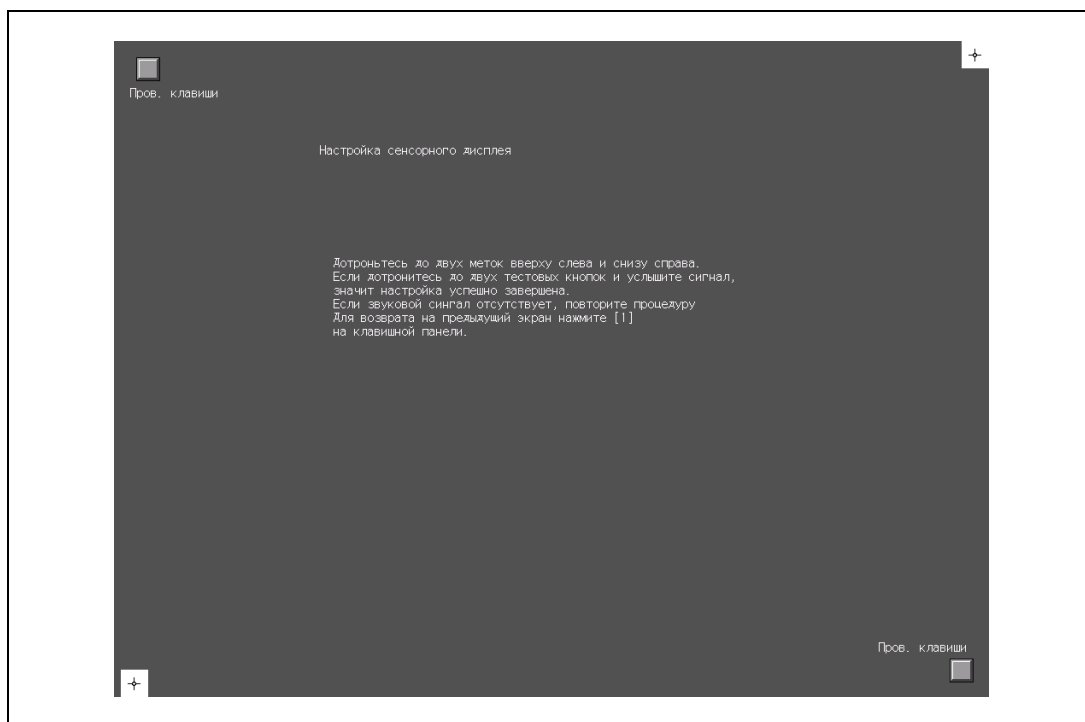 Пров. клавиши
Настройка сенсорного дисплея
Дотроньтесь до двух меток вверху слева и снизу справа.
Если дотронитесь до двух тестовых кнопок и услышите сигнал,
значит настройка успешно завершена.
Если звуковой сингал отсутствует, повторите процедуру
Для возврата на предыдущий экран нажмите [1]
на клавишной панели.
Пров. клавиши